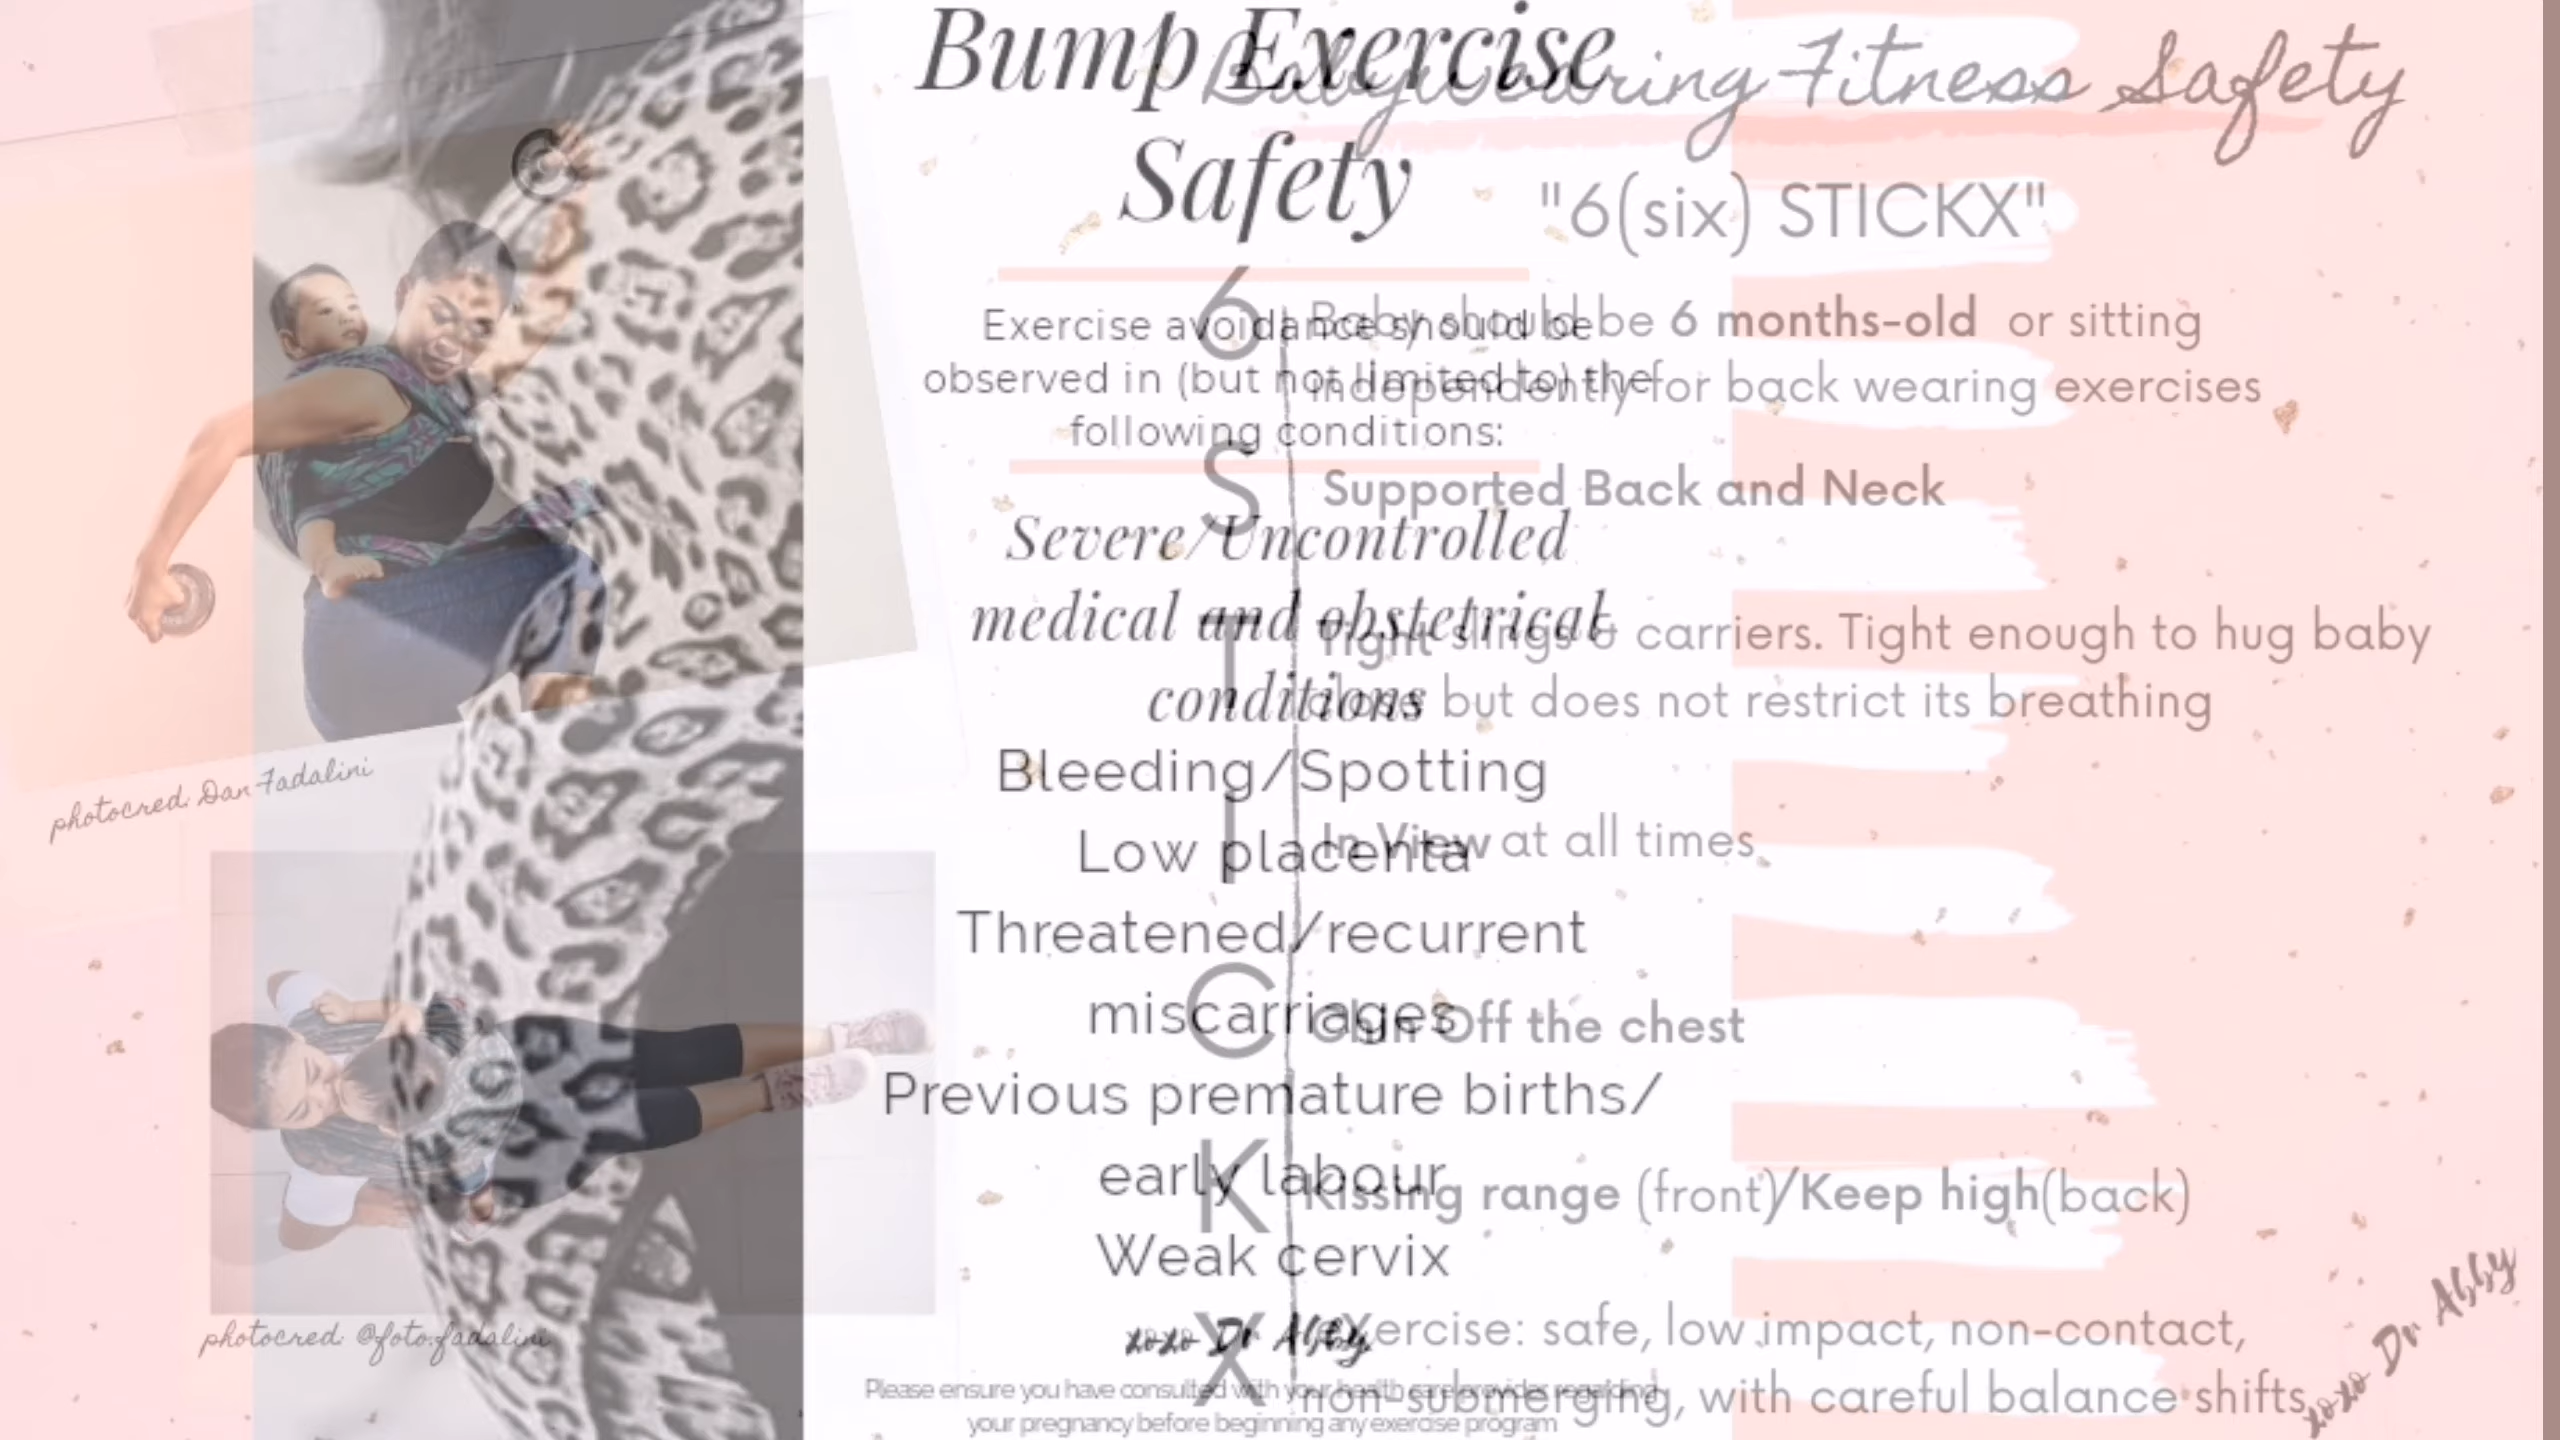 Bump Exercise
Safety
Exercise avoidance should be
observed in (but not limited to) the
following conditions:
Severe/Uncontrolled
medical and obstetrical
conditions
Bleeding/Spotting
Low placenta
Threatened/recurrent
miscarriages
Previous premature births/
early labour
Weak cervix
xoxo Dr Abby
Please ensure you have consulted with your health care provider regarding
your pregnancy before beginning any exercise program
Babywearing Fitness Safety
"6(six) STICKX"
6 Baby should be 6 months-old or sitting
independently for back wearing exercises
S Supported Back and Neck
T Tight slings & carriers. Tight enough to hug baby
close but does not restrict its breathing
I In View at all times
C Chin Off the chest
K Kissing range (front)/Keep high(back)
X eXercise: safe, low impact, non-contact,
non-submerging, with careful balance shifts
xoxo Dr Abby
photocred: Dan Fadalini
photocred: @foto.fadalini